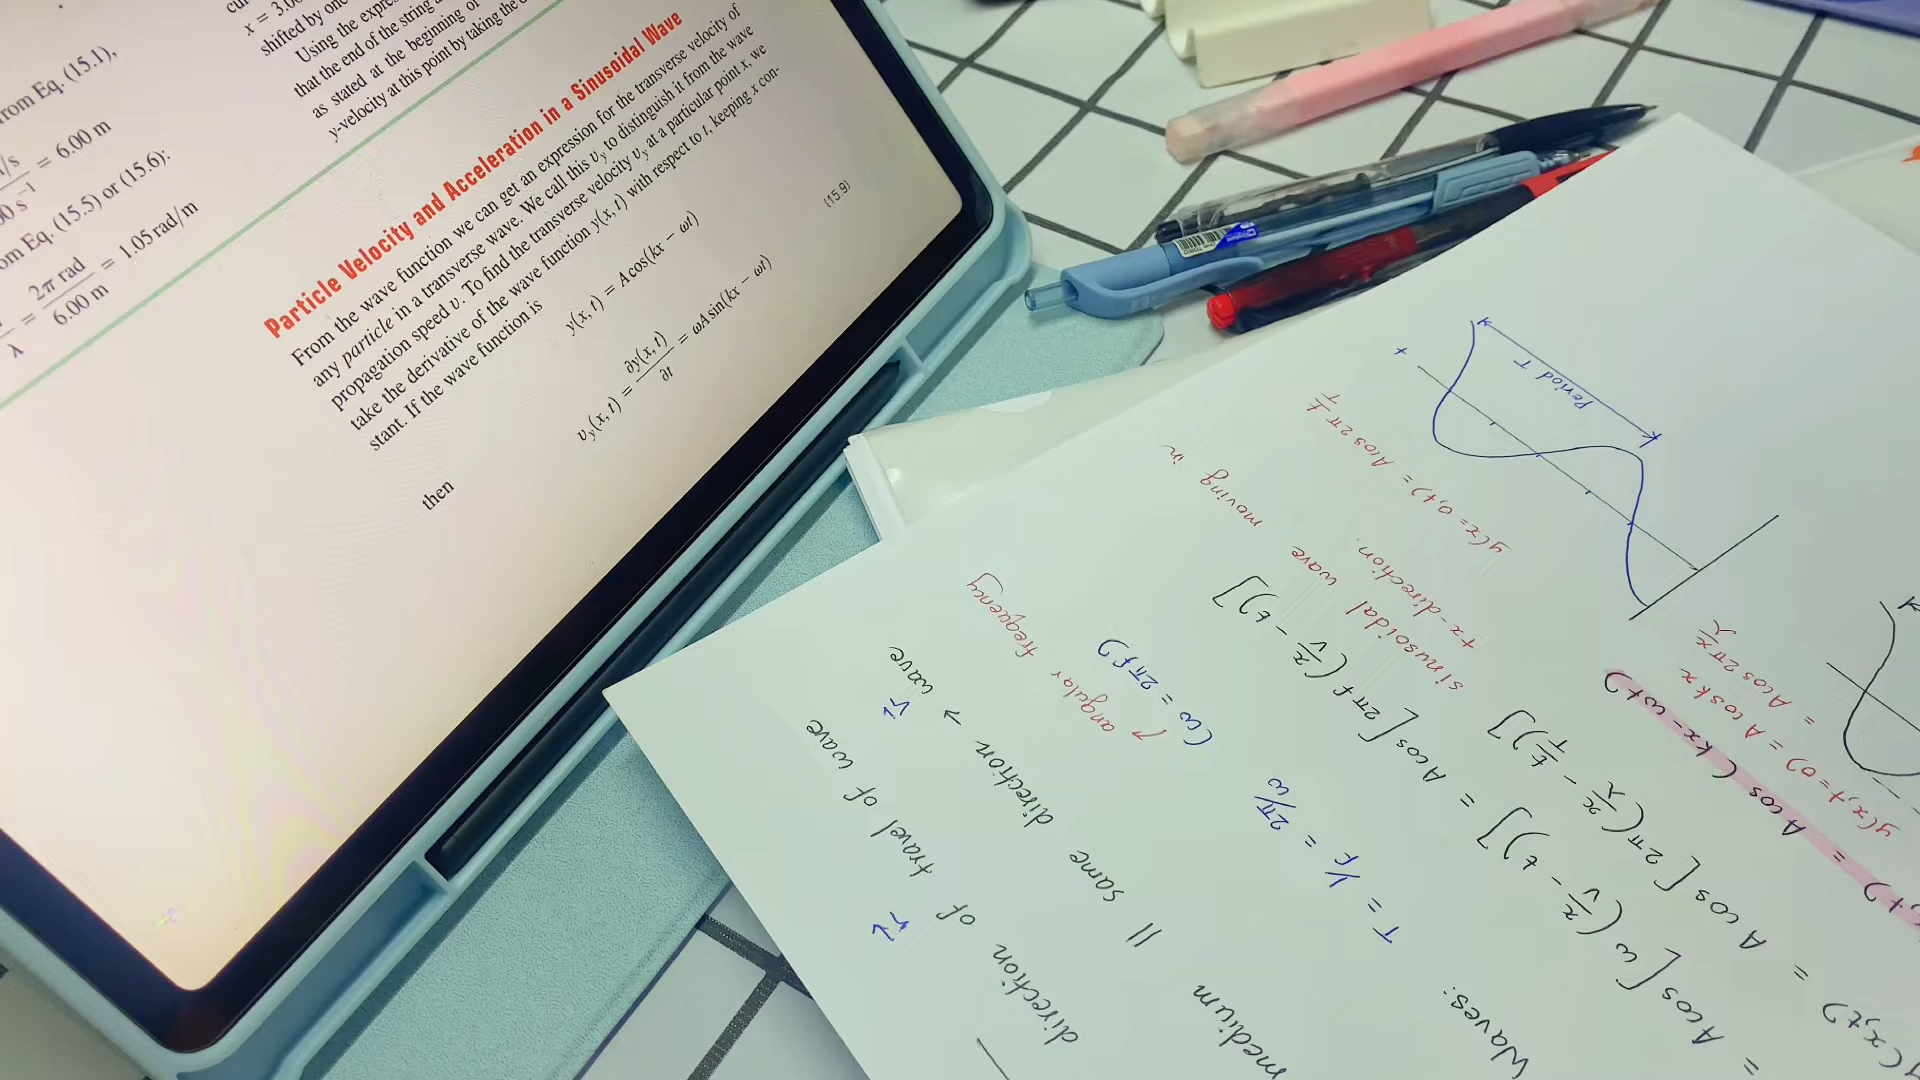 x = 3.0
shifted by one
Using the expre
that the end of the string a
as stated at the beginning of
y-velocity at this point by taking the
rom Eq. (15.1),
/s
0 s⁻¹ = 6.00 m
om Eq. (15.5) or (15.6):
λ = 2π rad / 6.00 m = 1.05 rad/m
Particle Velocity and Acceleration in a Sinusoidal Wave
From the wave function we can get an expression for the transverse velocity of
any particle in a transverse wave. We call this υy to distinguish it from the wave
propagation speed υ. To find the transverse velocity υy at a particular point x, we
take the derivative of the wave function y(x, t) with respect to t, keeping x con-
stant. If the wave function is
y(x, t) = A cos(kx − ωt)
then
υy(x, t) = ∂y(x, t)/∂t = ωA sin(kx − ωt) (15.9)
Waves:
medium
|| same direction → wave
direction of travel of wave
v⃗
y(x,t) = A cos [ω(x/v − t)] = A cos [2πf (x/v − t)]
= A cos [2π(x/λ − t/T)]
= A cos (kx − ωt)
T = 1/f = 2π/ω (ω = 2πf)
↑ angular frequency
sinusoidal wave moving in
+x-direction.
y(x,t=0) = A cos kx
= A cos 2π x/λ
y(x=0,t) = A cos 2π t/T
Period T
t